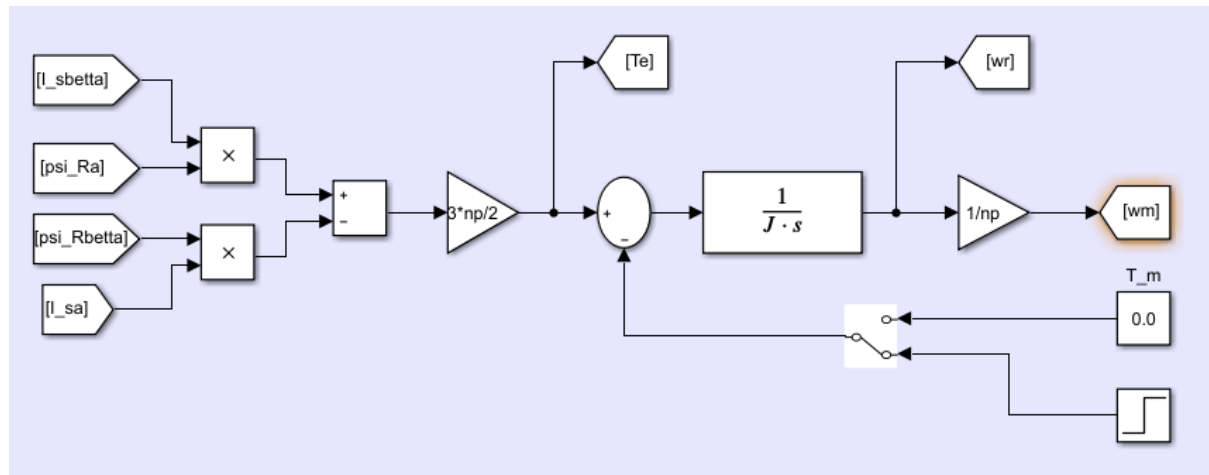 [I_sbetta]
[psi_Ra]
[psi_Rbetta]
[I_sa]
×
×
+
−
3*np/2
[Te]
+
−
1
J · s
[wr]
1/np
[wm]
T_m
0.0